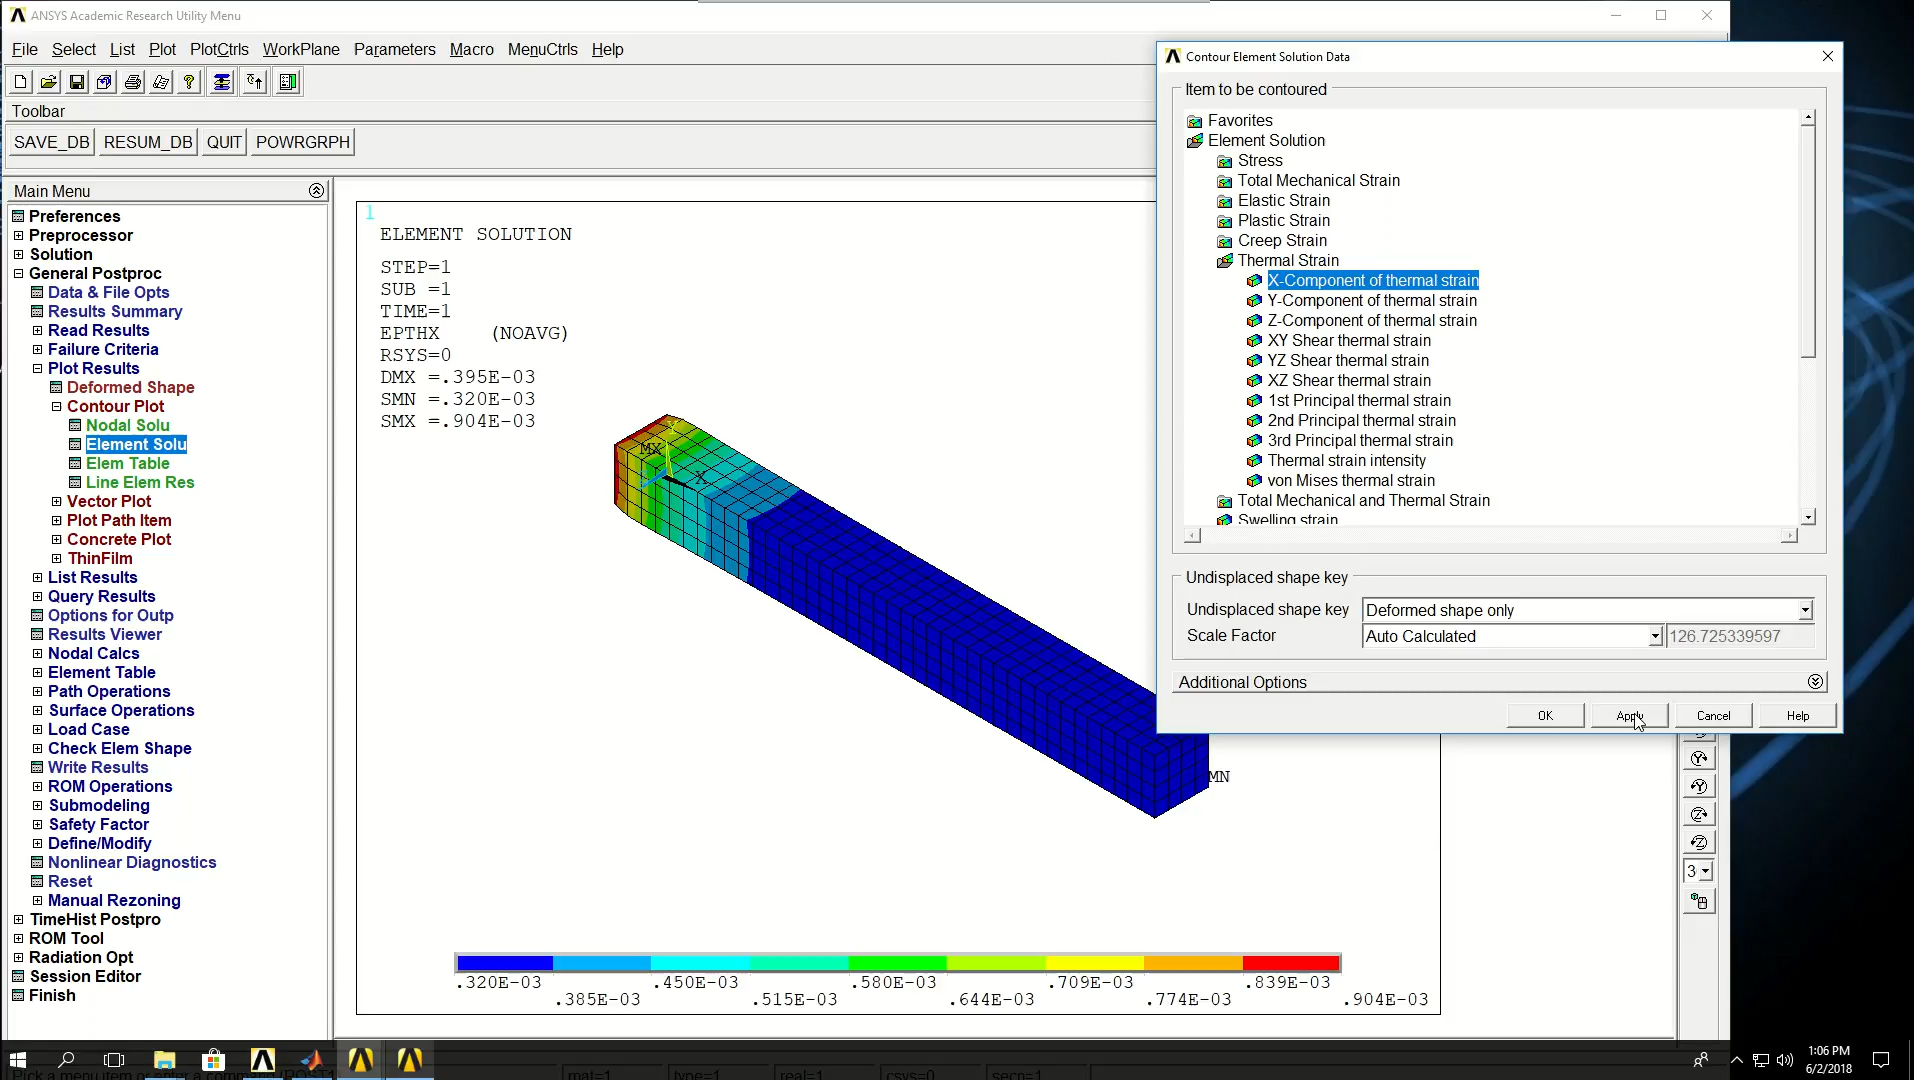 ANSYS Academic Research Utility Menu
File Select List Plot PlotCtrls WorkPlane Parameters Macro MenuCtrls Help
Toolbar
SAVE_DB RESUM_DB QUIT POWRGRPH
Main Menu
Preferences
Preprocessor
Solution
General Postproc
Data & File Opts
Results Summary
Read Results
Failure Criteria
Plot Results
Deformed Shape
Contour Plot
Nodal Solu
Element Solu
Elem Table
Line Elem Res
Vector Plot
Plot Path Item
Concrete Plot
ThinFilm
List Results
Query Results
Options for Outp
Results Viewer
Nodal Calcs
Element Table
Path Operations
Surface Operations
Load Case
Check Elem Shape
Write Results
ROM Operations
Submodeling
Safety Factor
Define/Modify
Nonlinear Diagnostics
Reset
Manual Rezoning
TimeHist Postpro
ROM Tool
Radiation Opt
Session Editor
Finish
1
ELEMENT SOLUTION
STEP=1
SUB =1
TIME=1
EPTHX (NOAVG)
RSYS=0
DMX =.395E-03
SMN =.320E-03
SMX =.904E-03
MX
X
MN
.320E-03 .450E-03 .580E-03 .709E-03 .839E-03
.385E-03 .515E-03 .644E-03 .774E-03 .904E-03
Contour Element Solution Data
Item to be contoured
Favorites
Element Solution
Stress
Total Mechanical Strain
Elastic Strain
Plastic Strain
Creep Strain
Thermal Strain
X-Component of thermal strain
Y-Component of thermal strain
Z-Component of thermal strain
XY Shear thermal strain
YZ Shear thermal strain
XZ Shear thermal strain
1st Principal thermal strain
2nd Principal thermal strain
3rd Principal thermal strain
Thermal strain intensity
von Mises thermal strain
Total Mechanical and Thermal Strain
Swelling strain
Undisplaced shape key
Undisplaced shape key Deformed shape only
Scale Factor Auto Calculated 126.725339597
Additional Options
OK Apply Cancel Help
3
Pick a menu item or enter a command (POST1) mat=1 type=1 real=1 csys=0 secn=1
1:06 PM
6/2/2018